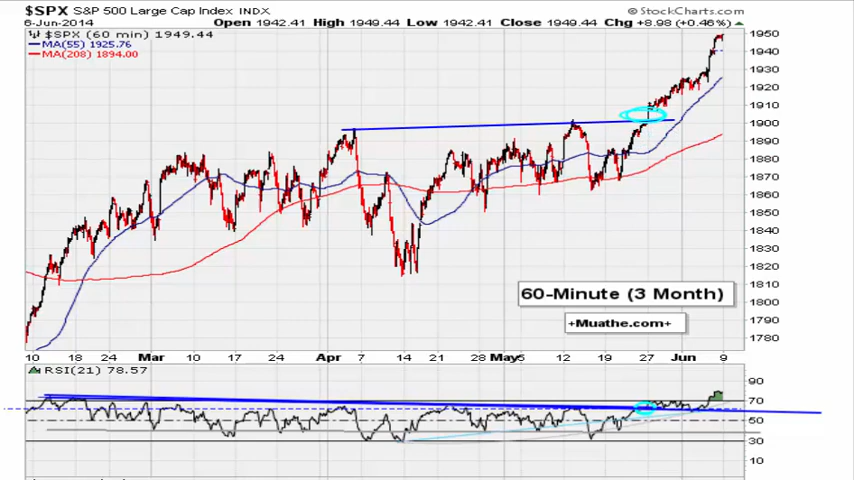 $SPX S&P 500 Large Cap Index INDX ©StockCharts.com
6-Jun-2014 Open 1942.41 High 1949.44 Low 1942.41 Close 1949.44 Chg +8.98 (+0.46%)
$SPX (60 min) 1949.44
MA(55) 1925.76
MA(208) 1894.00
1950
1940
1930
1920
1910
1900
1890
1880
1870
1860
1850
1840
1830
1820
1810
1800
1790
1780
60-Minute (3 Month)
+Muathe.com+
10 18 24 Mar 10 17 24 Apr 7 14 21 28 May5 12 19 27 Jun 9
RSI(21) 78.57
90
70
50
30
10